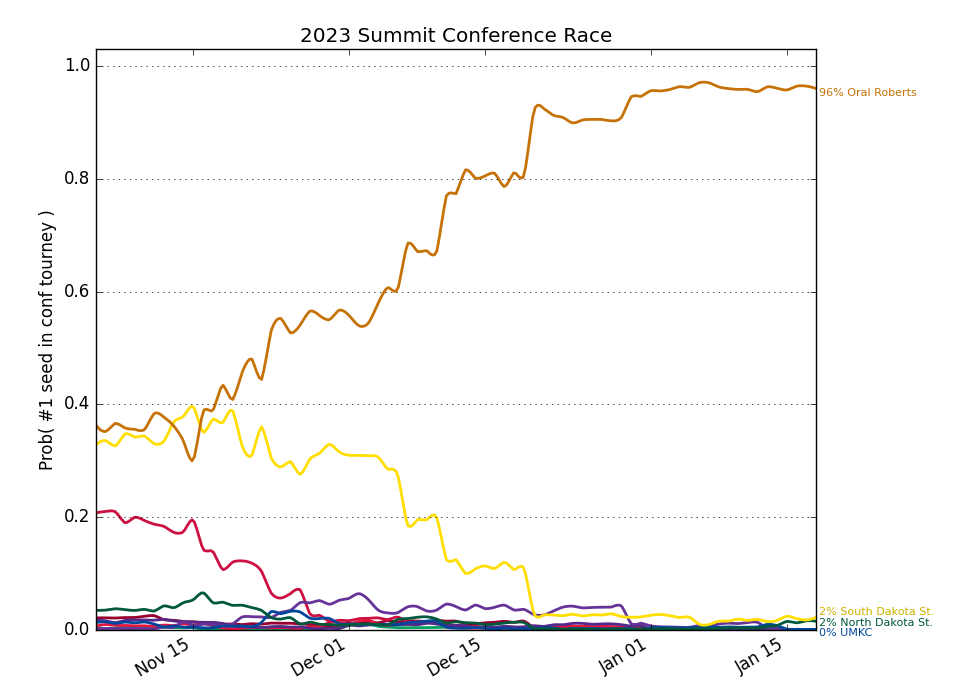 2023 Summit Conference Race
Prob( #1 seed in conf tourney )
1.0
0.8
0.6
0.4
0.2
0.0
96% Oral Roberts
2% South Dakota St.
2% North Dakota St.
0% UMKC
Nov 15
Dec 01
Dec 15
Jan 01
Jan 15